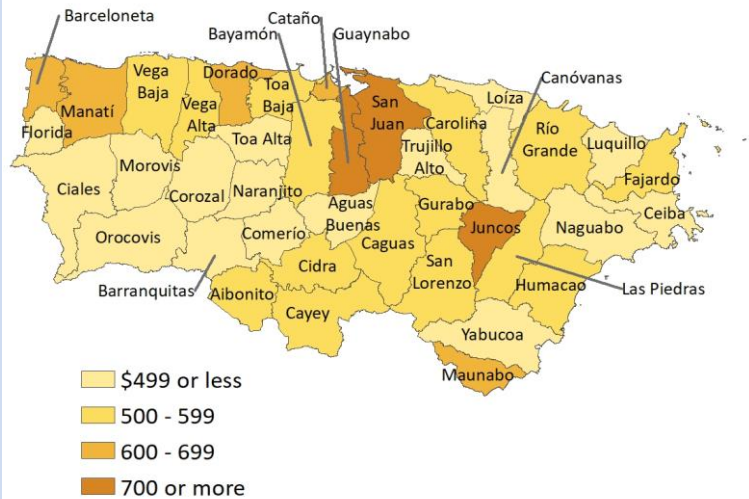 Barceloneta
Cataño
Bayamón
Guaynabo
Canóvanas
Vega
Baja
Dorado
Toa
Baja
San
Juan
Loíza
Manatí
Vega
Alta
Carolina
Río
Grande
Luquillo
Florida
Toa Alta
Trujillo
Alto
Fajardo
Morovis
Ciales
Corozal
Naranjito
Aguas
Buenas
Gurabo
Juncos
Naguabo
Ceiba
Orocovis
Comerío
Caguas
Cidra
San
Lorenzo
Humacao
Las Piedras
Barranquitas
Aibonito
Cayey
Yabucoa
Maunabo
$499 or less
500 - 599
600 - 699
700 or more